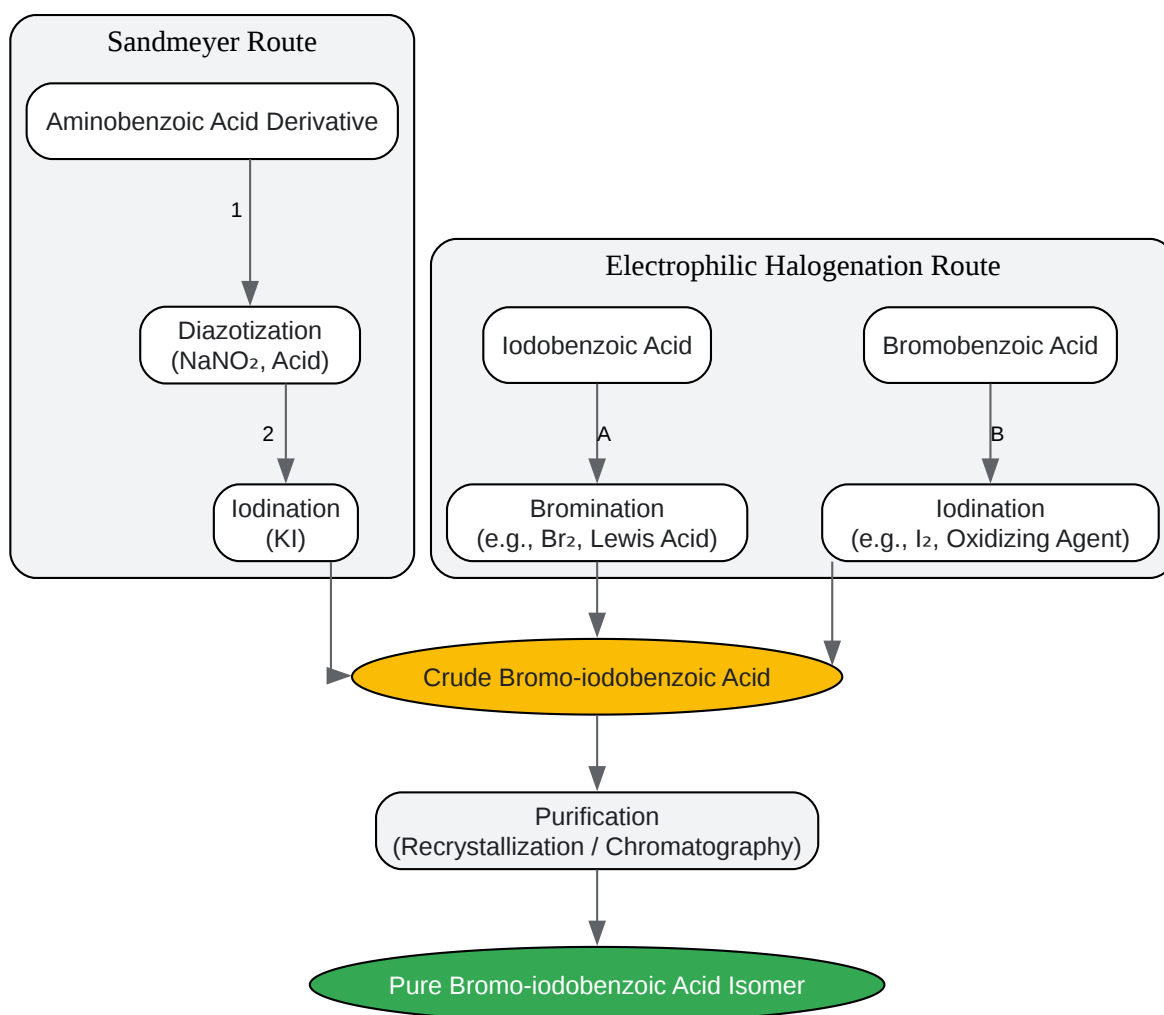 Sandmeyer Route
Aminobenzoic Acid Derivative
1
Diazotization
(NaNO₂, Acid)
2
Iodination
(KI)
Electrophilic Halogenation Route
Iodobenzoic Acid
Bromobenzoic Acid
A
B
Bromination
(e.g., Br₂, Lewis Acid)
Iodination
(e.g., I₂, Oxidizing Agent)
Crude Bromo-iodobenzoic Acid
Purification
(Recrystallization / Chromatography)
Pure Bromo-iodobenzoic Acid Isomer